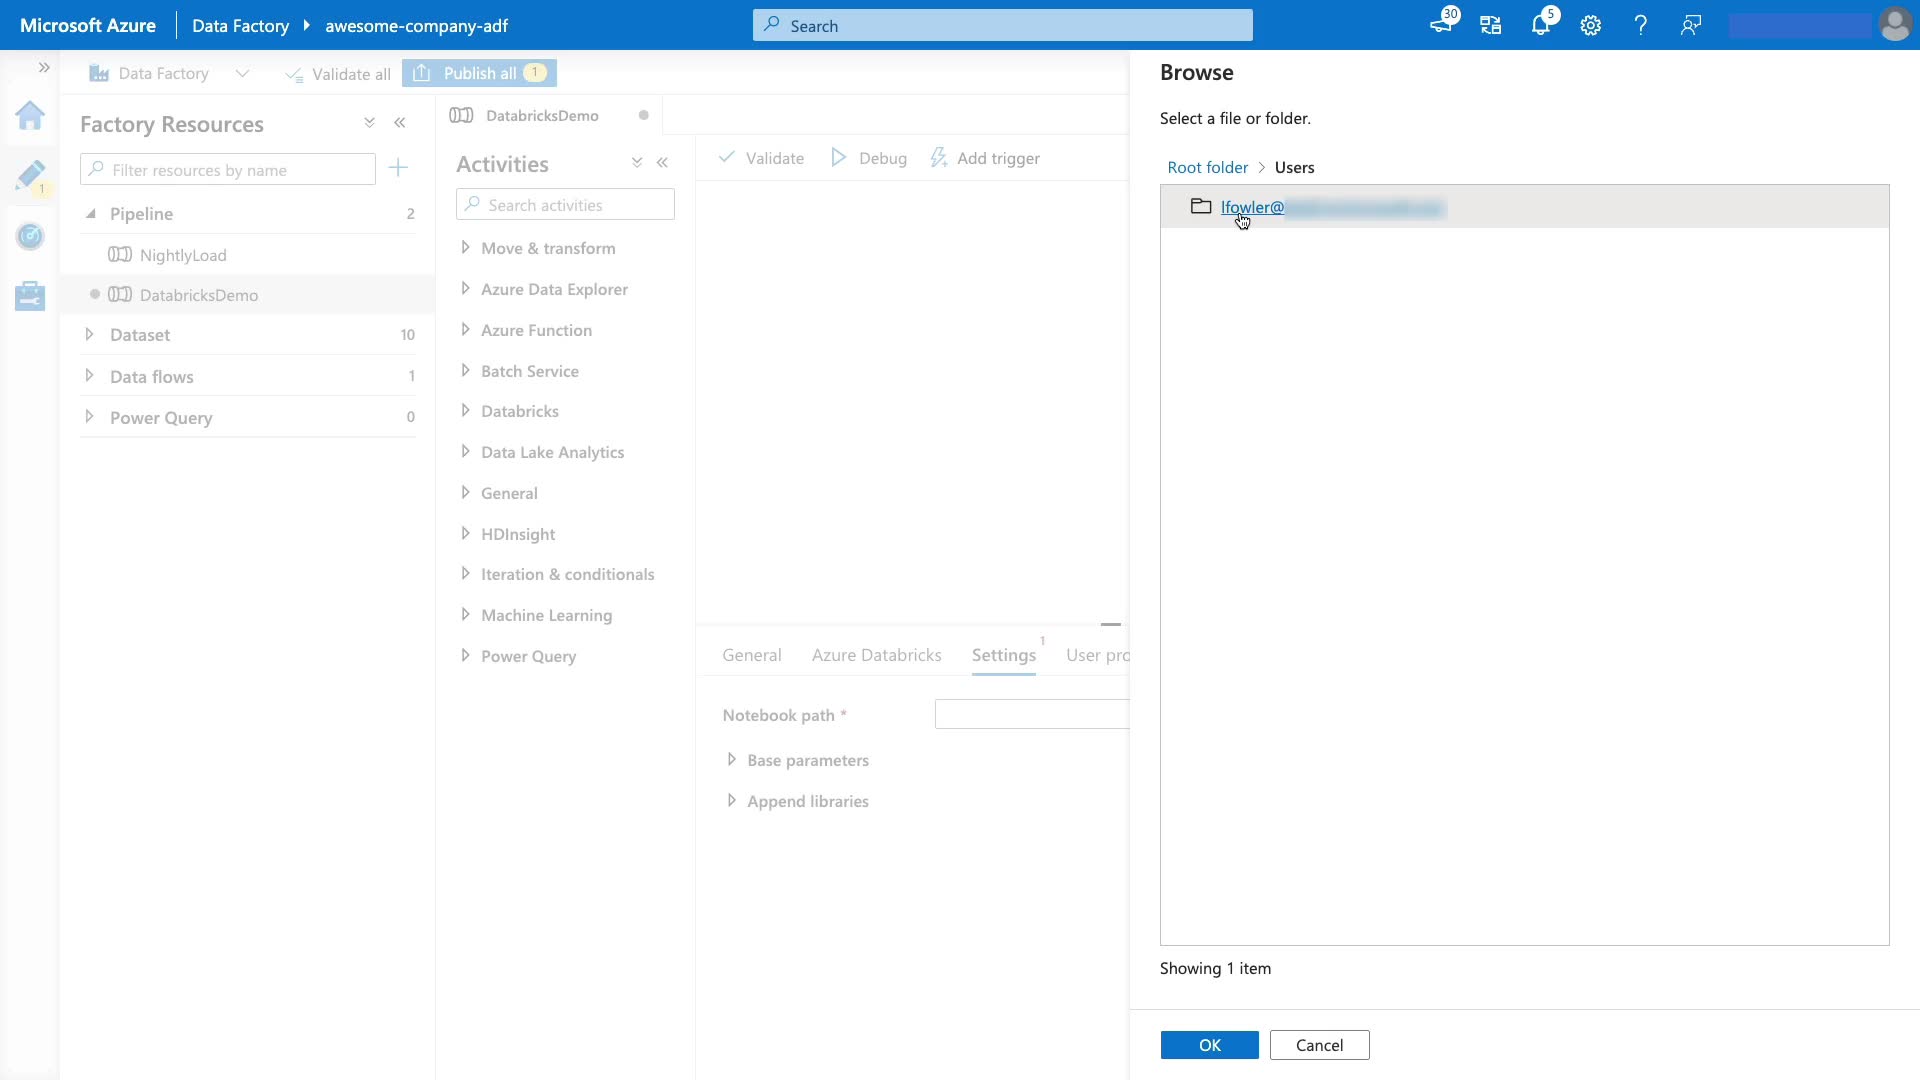 Microsoft Azure
Data Factory
awesome-company-adf
Search
30
5
Data Factory
Validate all
Publish all
1
Factory Resources
Filter resources by name
1
Pipeline 2
NightlyLoad
DatabricksDemo
Dataset 10
Data flows 1
Power Query 0
DatabricksDemo
Activities
Search activities
Move & transform
Azure Data Explorer
Azure Function
Batch Service
Databricks
Data Lake Analytics
General
HDInsight
Iteration & conditionals
Machine Learning
Power Query
Validate
Debug
Add trigger
General
Azure Databricks
Settings
1
User pro
Notebook path *
Base parameters
Append libraries
Browse
Select a file or folder.
Root folder > Users
lfowler@
Showing 1 item
OK
Cancel